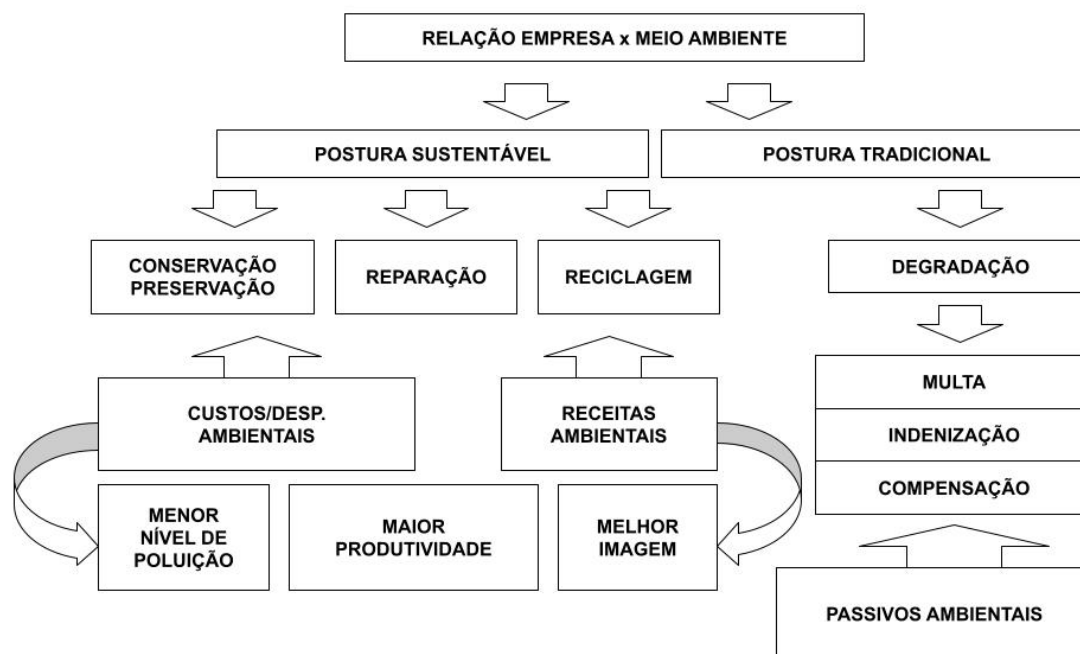 RELAÇÃO EMPRESA x MEIO AMBIENTE
POSTURA SUSTENTÁVEL
POSTURA TRADICIONAL
CONSERVAÇÃO
PRESERVAÇÃO
REPARAÇÃO
RECICLAGEM
DEGRADAÇÃO
CUSTOS/DESP.
AMBIENTAIS
RECEITAS
AMBIENTAIS
MULTA
INDENIZAÇÃO
COMPENSAÇÃO
MENOR
NÍVEL DE
POLUIÇÃO
MAIOR
PRODUTIVIDADE
MELHOR
IMAGEM
PASSIVOS AMBIENTAIS